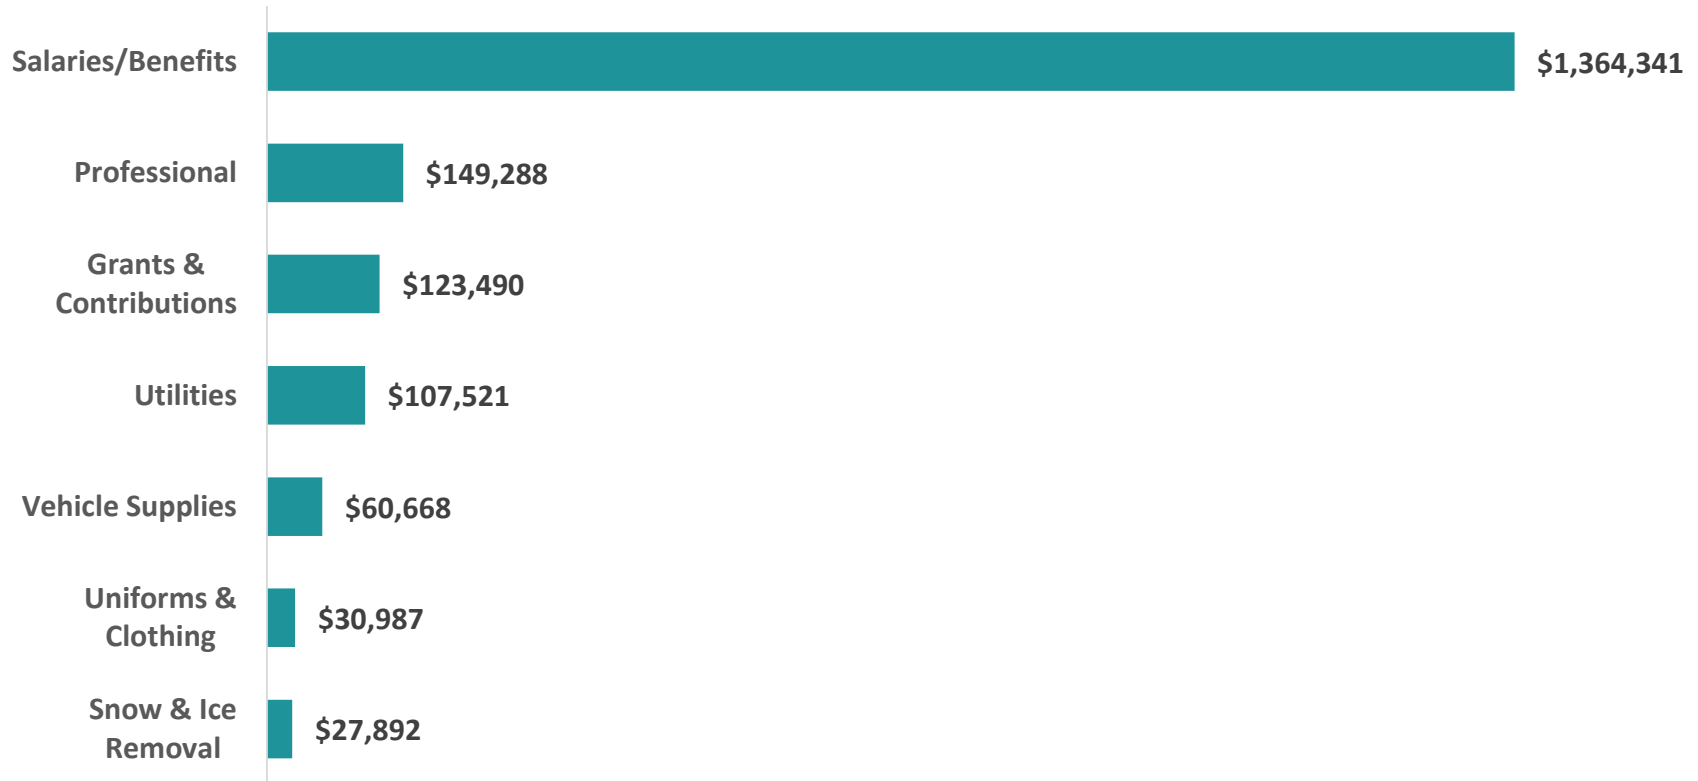 Salaries/Benefits
$1,364,341
Professional
$149,288
Grants &
Contributions
$123,490
Utilities
$107,521
Vehicle Supplies
$60,668
Uniforms &
Clothing
$30,987
Snow & Ice
Removal
$27,892